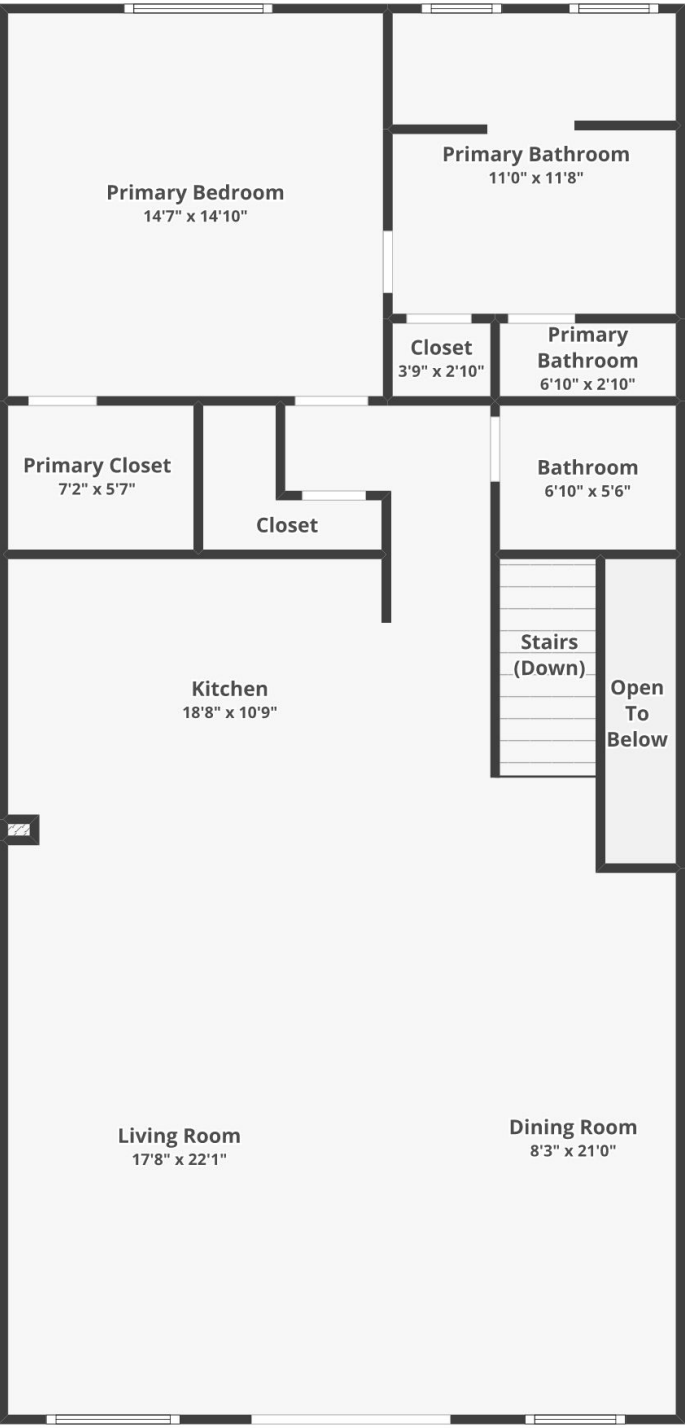 Primary Bathroom
11'0" x 11'8"
Primary Bedroom
14'7" x 14'10"
Closet
3'9" x 2'10"
Primary
Bathroom
6'10" x 2'10"
Primary Closet
7'2" x 5'7"
Closet
Bathroom
6'10" x 5'6"
Stairs
(Down)
Open
To
Below
Kitchen
18'8" x 10'9"
Living Room
17'8" x 22'1"
Dining Room
8'3" x 21'0"